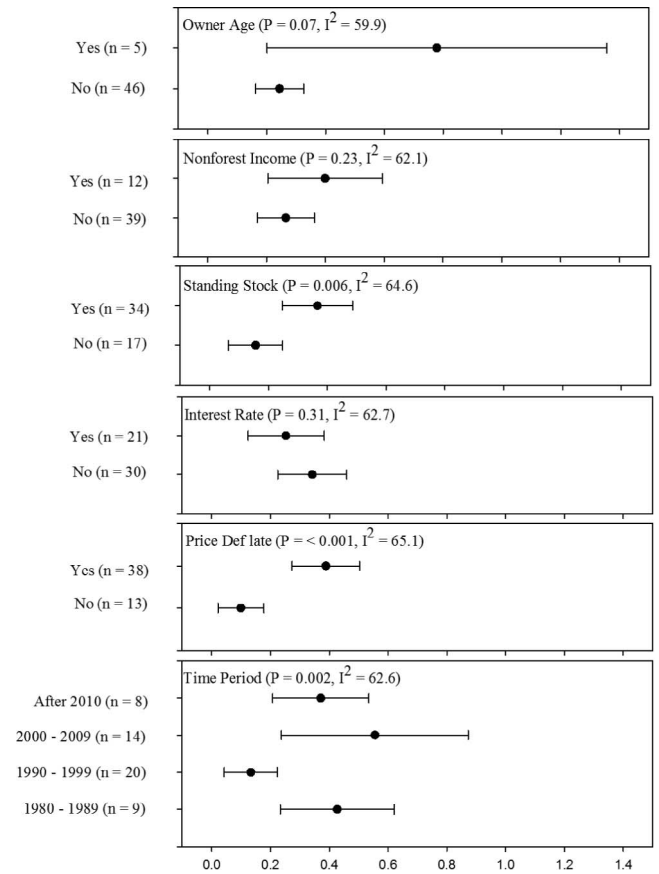 Owner Age (P = 0.07, I² = 59.9)
Yes (n = 5)
No (n = 46)
Nonforest Income (P = 0.23, I² = 62.1)
Yes (n = 12)
No (n = 39)
Standing Stock (P = 0.006, I² = 64.6)
Yes (n = 34)
No (n = 17)
Interest Rate (P = 0.31, I² = 62.7)
Yes (n = 21)
No (n = 30)
Price Def late (P = < 0.001, I² = 65.1)
Yes (n = 38)
No (n = 13)
Time Period (P = 0.002, I² = 62.6)
After 2010 (n = 8)
2000 - 2009 (n = 14)
1990 - 1999 (n = 20)
1980 - 1989 (n = 9)
0.0 0.2 0.4 0.6 0.8 1.0 1.2 1.4